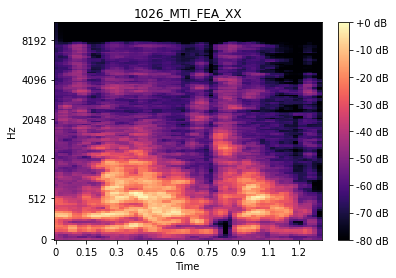 1026_MTI_FEA_XX
+0 dB
8192
-10 dB
4096
-20 dB
-30 dB
2048
Hz
-40 dB
1024
-50 dB
512
-60 dB
-70 dB
0
-80 dB
0 0.15 0.3 0.45 0.6 0.75 0.9 1.1 1.2
Time